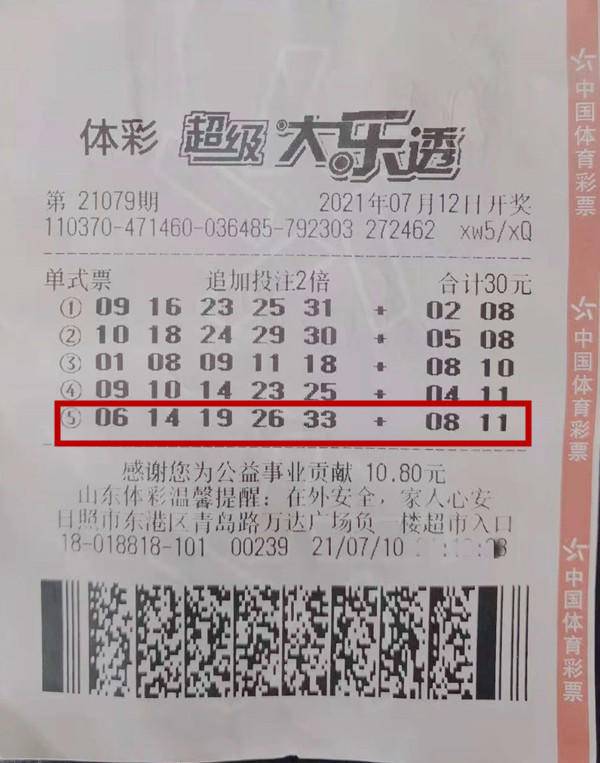 体彩 超级大乐透
第 21079期 2021年07月12日开奖
110370-471460-036485-792303 272462 xw5/xQ
单式票 追加投注2倍 合计30元
① 09 16 23 25 31 + 02 08
② 10 18 24 29 30 + 05 08
③ 01 08 09 11 18 + 08 10
④ 09 10 14 23 25 + 04 11
⑤ 06 14 19 26 33 + 08 11
感谢您为公益事业贡献 10.80元
山东体彩温馨提醒：在外安全，家人心安
日照市东港区青岛路万达广场负 楼超市入口
18-018818-101 00239 21/07/10
中国体育彩票
中国体育彩票
中国体育彩票